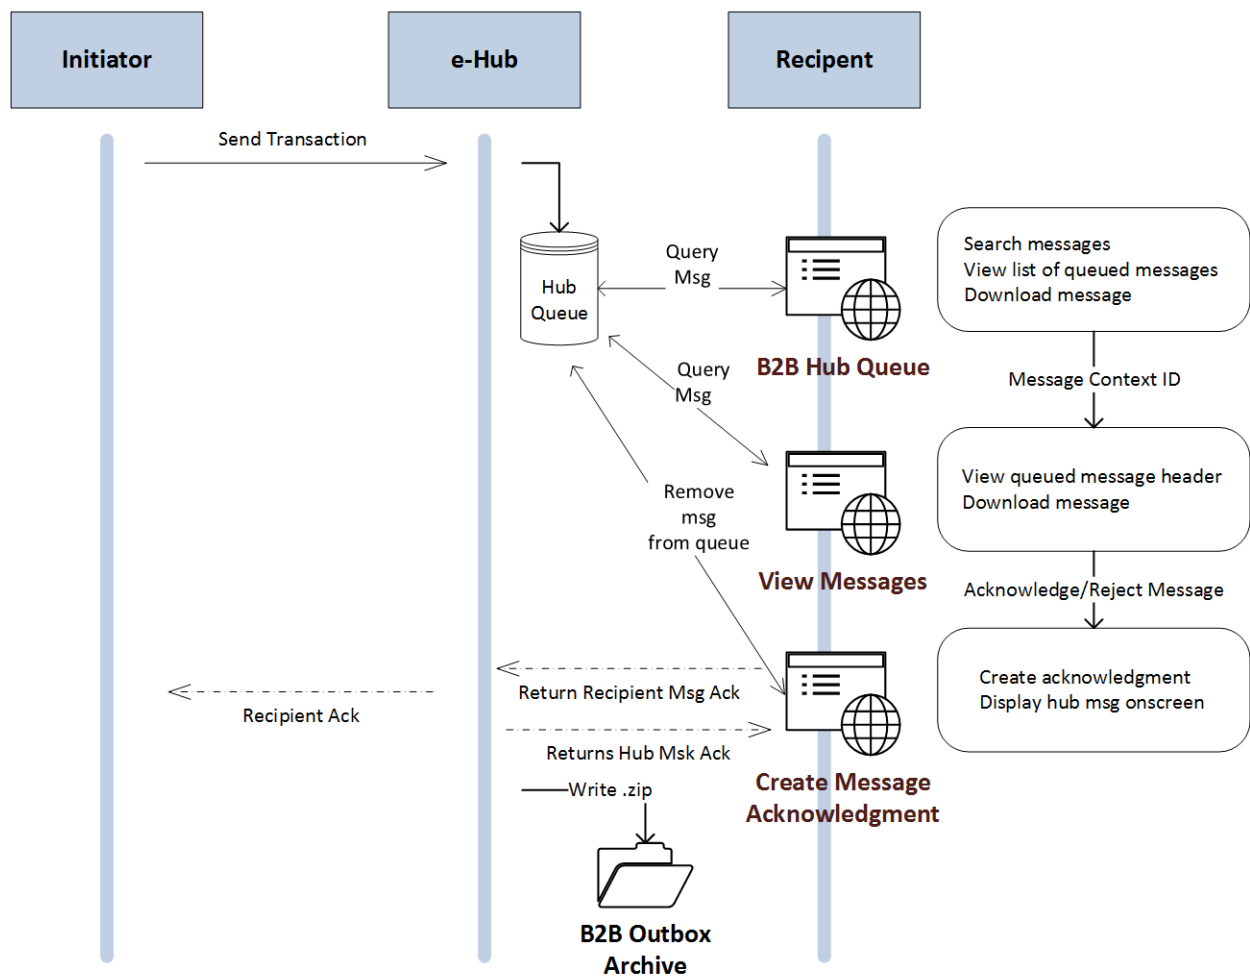 Initiator
e-Hub
Recipent
Send Transaction
Hub
Queue
Query
Msg
B2B Hub Queue
Search messages
View list of queued messages
Download message
Message Context ID
Query
Msg
View Messages
View queued message header
Download message
Remove
msg
from queue
Acknowledge/Reject Message
Create acknowledgment
Display hub msg onscreen
Return Recipient Msg Ack
Recipient Ack
Returns Hub Msk Ack
Create Message
Acknowledgment
Write .zip
B2B Outbox
Archive